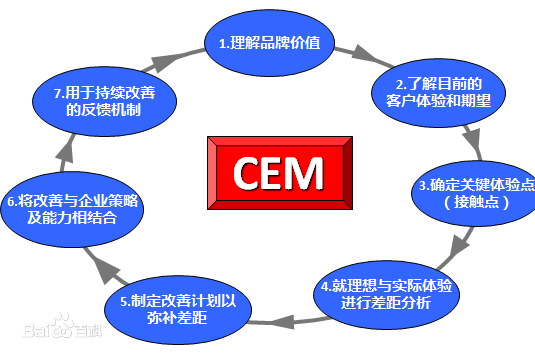 1.理解品牌价值
2.了解目前的
客户体验和期望
3.确定关键体验点
(接触点)
4.就理想与实际体验
进行差距分析
5.制定改善计划以
弥补差距
6.将改善与企业策略
及能力相结合
7.用于持续改善
的反馈机制
CEM
Bai百科